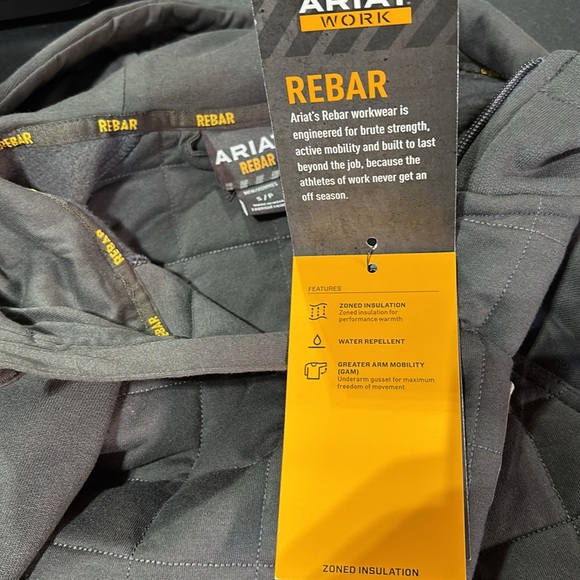 ARIAT
WORK
REBAR
Ariat's Rebar workwear is
engineered for brute strength,
active mobility and built to last
beyond the job, because the
athletes of work never get an
off season.
FEATURES
ZONED INSULATION
Zoned insulation for
performance warmth
WATER REPELLENT
GREATER ARM MOBILITY
(GAM)
Underarm gusset for maximum
freedom of movement
ZONED INSULATION
REBAR
REBAR
REBAR
ARIAT
REBAR
S/P
REBAR
REBAR
REBAR